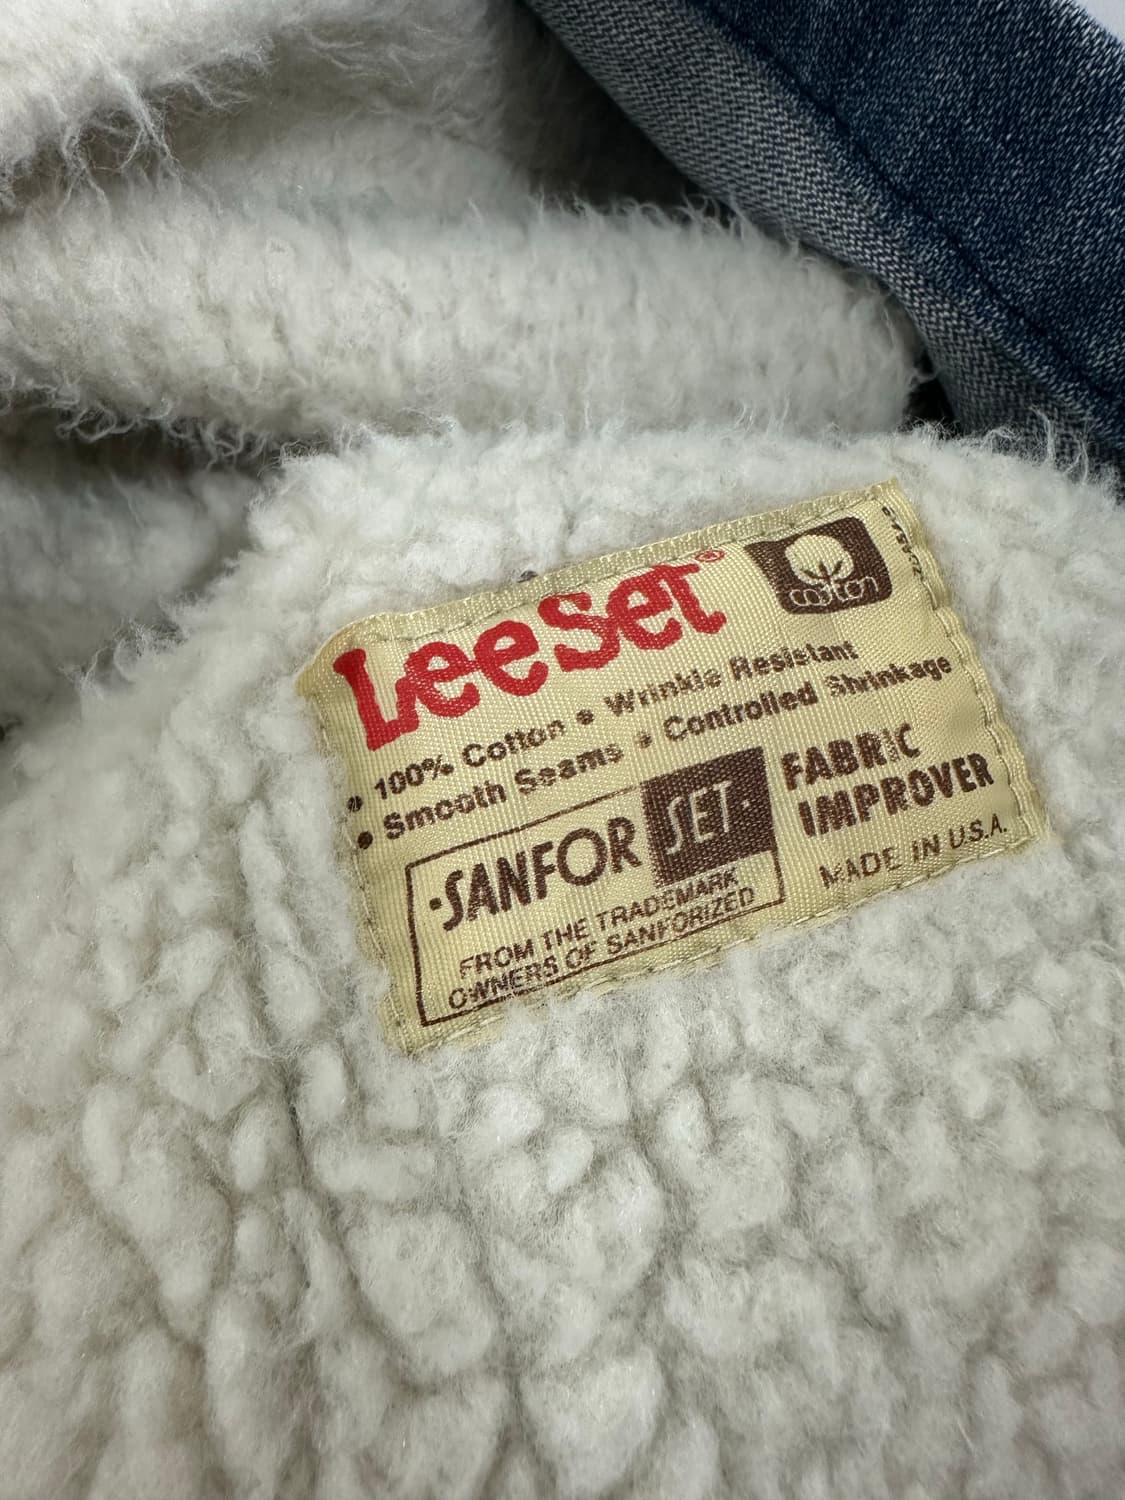 LeeSet®
cotton
• 100% Cotton • Wrinkle Resistant
• Smooth Seams • Controlled Shrinkage
·SANFOR SET·
FROM THE TRADEMARK
OWNERS OF SANFORIZED
FABRIC
IMPROVER
MADE IN U.S.A.